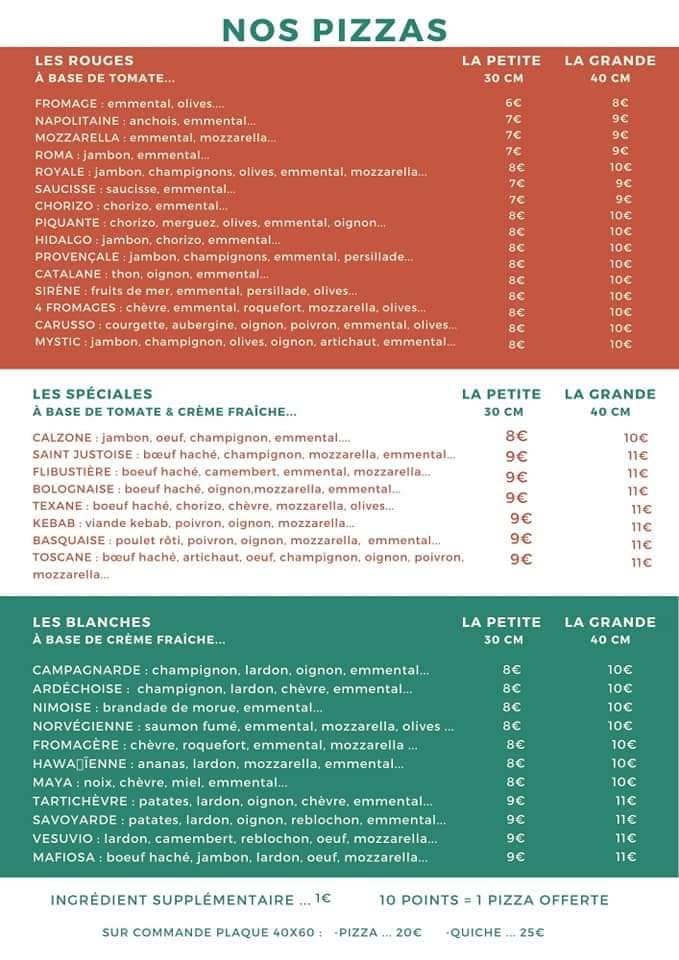 NOS PIZZAS
LES ROUGES LA PETITE LA GRANDE
À BASE DE TOMATE... 30 CM 40 CM
FROMAGE : emmental, olives.... 6€ 8€
NAPOLITAINE : anchois, emmental... 7€ 9€
MOZZARELLA : emmental, mozzarella... 7€ 9€
ROMA : jambon, emmental... 7€ 9€
ROYALE : jambon, champignons, olives, emmental, mozzarella... 8€ 10€
SAUCISSE : saucisse, emmental... 7€ 9€
CHORIZO : chorizo, emmental... 7€ 9€
PIQUANTE : chorizo, merguez, olives, emmental, oignon... 8€ 10€
HIDALGO : jambon, chorizo, emmental... 8€ 10€
PROVENÇALE : jambon, champignons, emmental, persillade... 8€ 10€
CATALANE : thon, oignon, emmental... 8€ 10€
SIRÈNE : fruits de mer, emmental, persillade, olives... 8€ 10€
4 FROMAGES : chèvre, emmental, roquefort, mozzarella, olives... 8€ 10€
CARUSSO : courgette, aubergine, oignon, poivron, emmental, olives... 8€ 10€
MYSTIC : jambon, champignon, olives, oignon, artichaut, emmental... 8€ 10€
LES SPÉCIALES LA PETITE LA GRANDE
À BASE DE TOMATE & CRÈME FRAÎCHE... 30 CM 40 CM
CALZONE : jambon, oeuf, champignon, emmental.... 8€ 10€
SAINT JUSTOISE : bœuf haché, champignon, mozzarella, emmental... 9€ 11€
FLIBUSTIÈRE : boeuf haché, camembert, emmental, mozzarella... 9€ 11€
BOLOGNAISE : boeuf haché, oignon,mozzarella, emmental... 9€ 11€
TEXANE : boeuf haché, chorizo, chèvre, mozzarella, olives... 11€
KEBAB : viande kebab, poivron, oignon, mozzarella... 9€ 11€
BASQUAISE : poulet rôti, poivron, oignon, mozzarella, emmental... 9€ 11€
TOSCANE : bœuf haché, artichaut, oeuf, champignon, oignon, poivron, 9€ 11€
mozzarella...
LES BLANCHES LA PETITE LA GRANDE
À BASE DE CRÈME FRAÎCHE... 30 CM 40 CM
CAMPAGNARDE : champignon, lardon, oignon, emmental... 8€ 10€
ARDÈCHOISE : champignon, lardon, chèvre, emmental... 8€ 10€
NIMOISE : brandade de morue, emmental... 8€ 10€
NORVÉGIENNE : saumon fumé, emmental, mozzarella, olives ... 8€ 10€
FROMAGÈRE : chèvre, roquefort, emmental, mozzarella ... 8€ 10€
HAWA▯ÏENNE : ananas, lardon, mozzarella, emmental... 8€ 10€
MAYA : noix, chèvre, miel, emmental... 8€ 10€
TARTICHÈVRE : patates, lardon, oignon, chèvre, emmental... 9€ 11€
SAVOYARDE : patates, lardon, oignon, reblochon, emmental... 9€ 11€
VESUVIO : lardon, camembert, reblochon, oeuf, mozzarella... 9€ 11€
MAFIOSA : boeuf haché, jambon, lardon, oeuf, mozzarella... 9€ 11€
INGRÉDIENT SUPPLÉMENTAIRE ... 1€ 10 POINTS = 1 PIZZA OFFERTE
SUR COMMANDE PLAQUE 40X60 : -PIZZA ... 20€ -QUICHE ... 25€